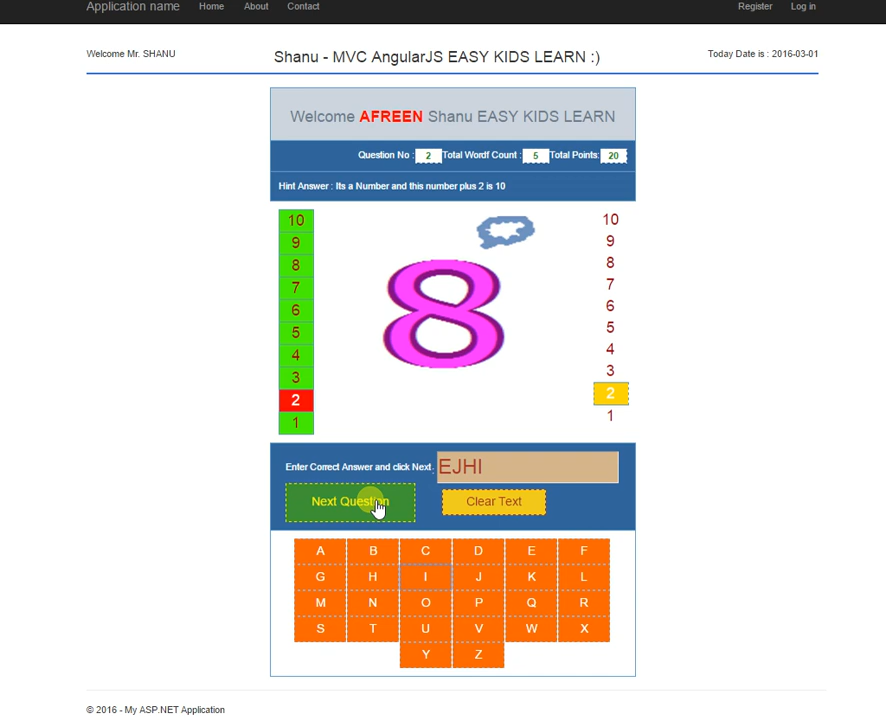 Application name Home About Contact Register Log in
Welcome Mr. SHANU Shanu - MVC AngularJS EASY KIDS LEARN :) Today Date is : 2016-03-01
Welcome AFREEN Shanu EASY KIDS LEARN
Question No : 2 Total Wordf Count : 5 Total Points: 20
Hint Answer : Its a Number and this number plus 2 is 10
10
9
8
7
6
5
4
3
2
1
8
10
9
8
7
6
5
4
3
2
1
Enter Correct Answer and click Next : EJHI
Next Question Clear Text
A B C D E F
G H I J K L
M N O P Q R
S T U V W X
Y Z
© 2016 - My ASP.NET Application